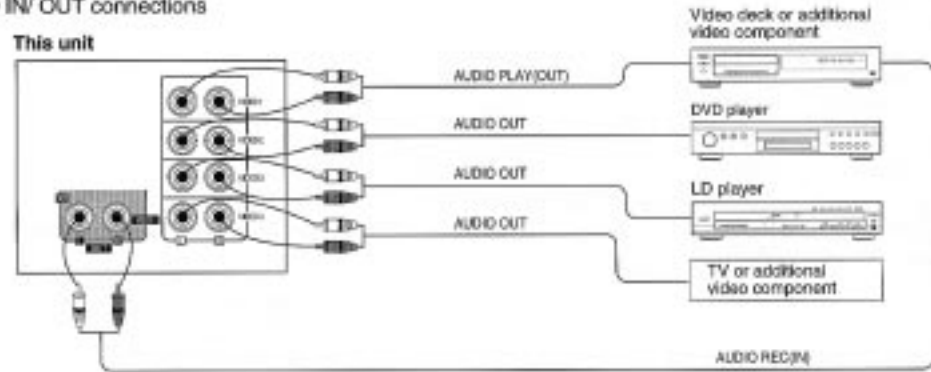 IN/ OUT connections
This unit
Video deck or additional
video component
AUDIO PLAY(OUT)
DVD player
AUDIO OUT
LD player
AUDIO OUT
AUDIO OUT
TV or additional
video component
AUDIO REC(IN)